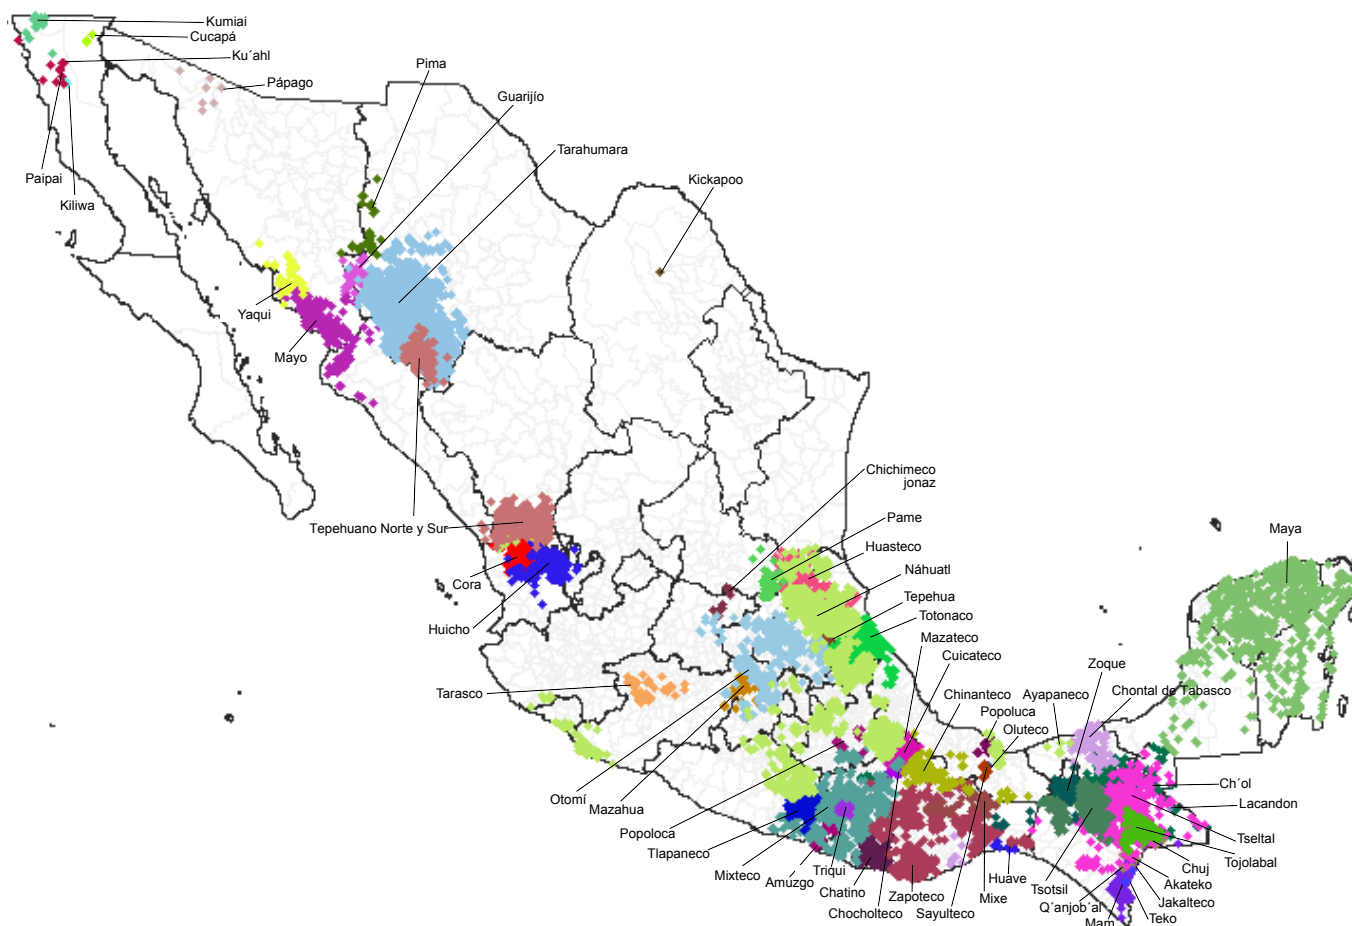 Kumiai
Cucapá
Ku´ahl
Pápago
Pima
Guarijío
Tarahumara
Kickapoo
Paipai
Kiliwa
Yaqui
Mayo
Tepehuano Norte y Sur
Cora
Huicho
Tarasco
Chichimeco
jonaz
Pame
Huasteco
Náhuatl
Tepehua
Totonaco
Mazateco
Cuicateco
Chinanteco
Popoluca
Oluteco
Ayapaneco
Zoque
Chontal de Tabasco
Maya
Otomí
Mazahua
Popoloca
Tlapaneco
Mixteco
Amuzgo
Triqui
Chatino
Chocholteco
Zapoteco
Sayulteco
Mixe
Huave
Tsotsil
Q´anjob´al
Mam
Teko
Jakalteco
Akateko
Chuj
Tojolabal
Tseltal
Lacandon
Ch´ol